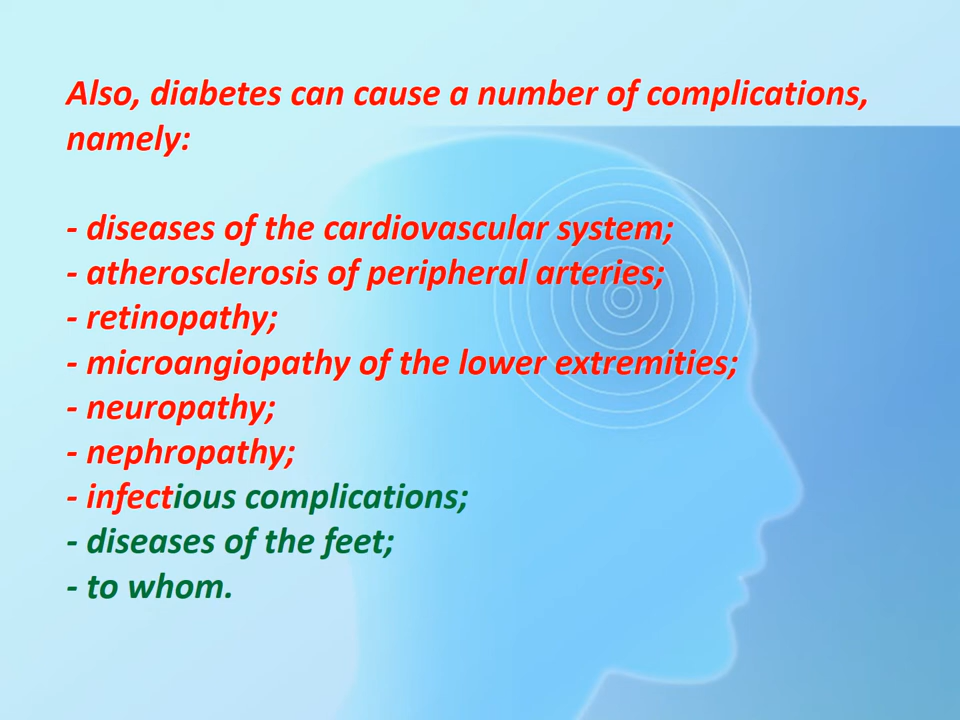 Also, diabetes can cause a number of complications,
namely:
- diseases of the cardiovascular system;
- atherosclerosis of peripheral arteries;
- retinopathy;
- microangiopathy of the lower extremities;
- neuropathy;
- nephropathy;
- infectious complications;
- diseases of the feet;
- to whom.